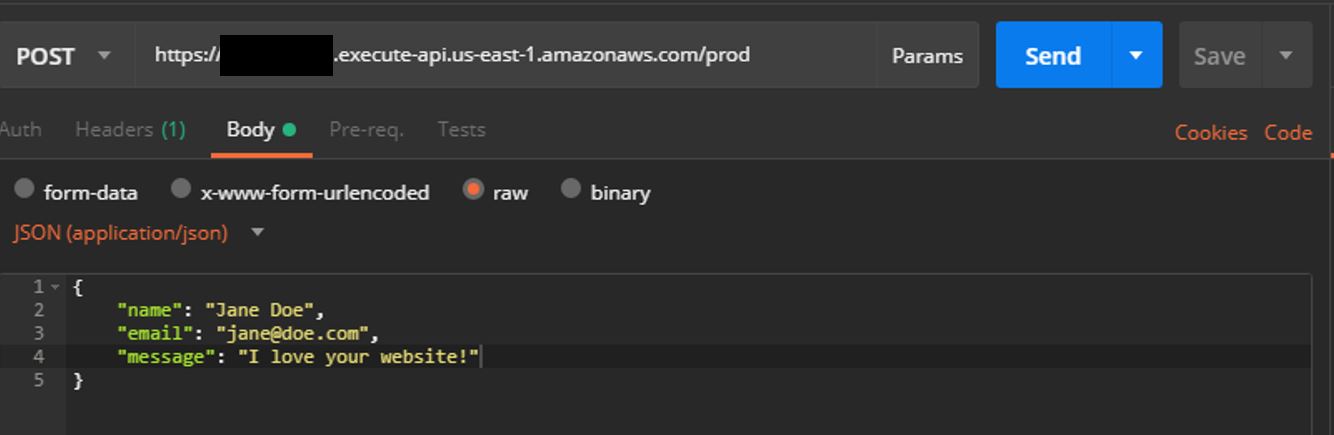 POST https:// .execute-api.us-east-1.amazonaws.com/prod Params Send Save
Auth Headers (1) Body Pre-req. Tests Cookies Code
form-data x-www-form-urlencoded raw binary
JSON (application/json)
1 {
2 "name": "Jane Doe",
3 "email": "jane@doe.com",
4 "message": "I love your website!"
5 }